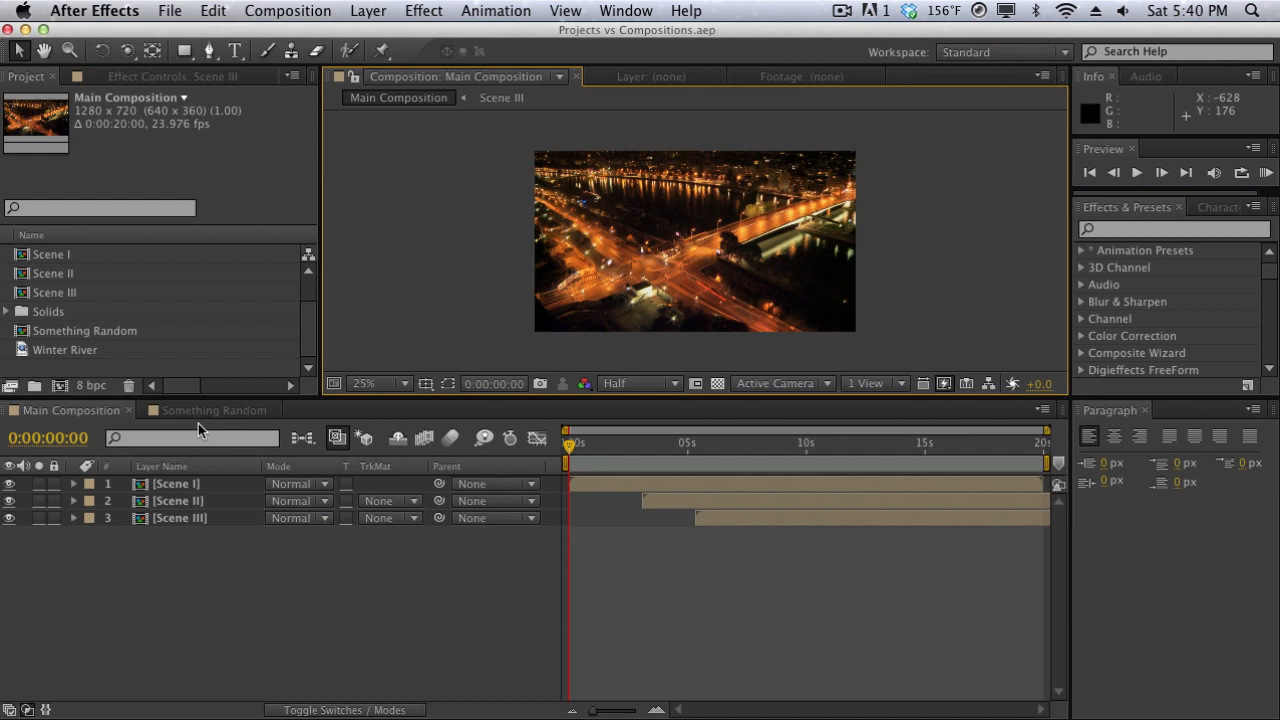 After Effects File Edit Composition Layer Effect Animation View Window Help 1 156°F Sat 5:40 PM
Projects vs Compositions.aep
Workspace: Standard Search Help
Project × Effect Controls: Scene III
Composition: Main Composition × Layer: (none) Footage: (none)
Info × Audio
Main Composition
1280 x 720 (640 x 360) (1.00)
Δ 0:00:20:00, 23.976 fps
Main Composition Scene III
R: X: -628
G: Y: 176
B:
Preview ×
Effects & Presets × Charact
Name
Scene I
Scene II
Scene III
Solids
Something Random
Winter River
* Animation Presets
3D Channel
Audio
Blur & Sharpen
Channel
Color Correction
Composite Wizard
Digieffects FreeForm
8 bpc
25% 0:00:00:00 Half Active Camera 1 View +0.0
Main Composition × Something Random
Paragraph ×
0:00:00:00
05s 10s 15s 20s
# Layer Name Mode T TrkMat Parent
1 [Scene I] Normal None
2 [Scene II] Normal None None
3 [Scene III] Normal None None
0 px 0 px 0 px
0 px 0 px
Toggle Switches / Modes